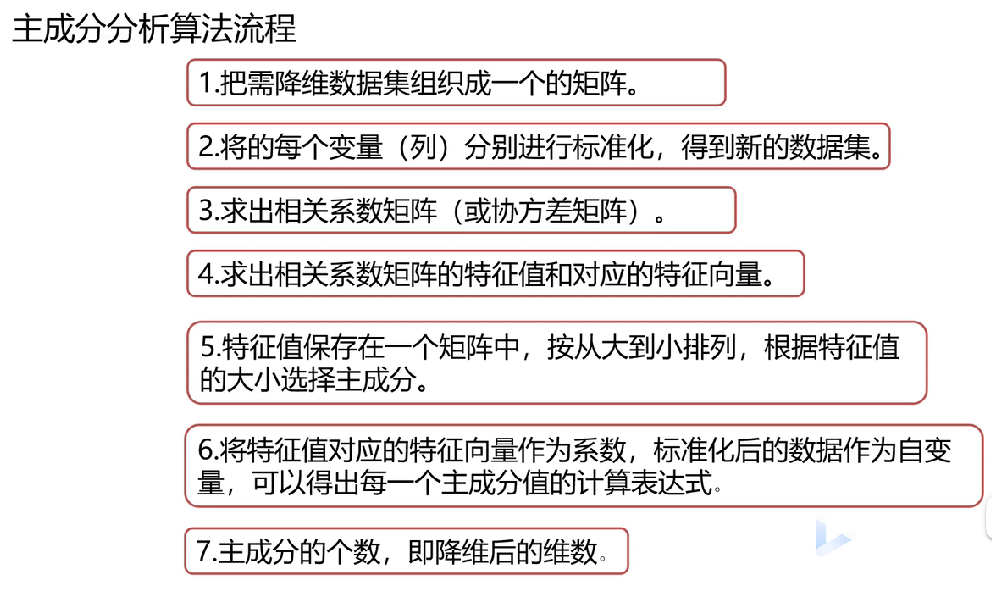 主成分分析算法流程
1.把需降维数据集组织成一个的矩阵。
2.将的每个变量（列）分别进行标准化，得到新的数据集。
3.求出相关系数矩阵（或协方差矩阵）。
4.求出相关系数矩阵的特征值和对应的特征向量。
5.特征值保存在一个矩阵中，按从大到小排列，根据特征值
的大小选择主成分。
6.将特征值对应的特征向量作为系数，标准化后的数据作为自变
量，可以得出每一个主成分值的计算表达式。
7.主成分的个数，即降维后的维数。